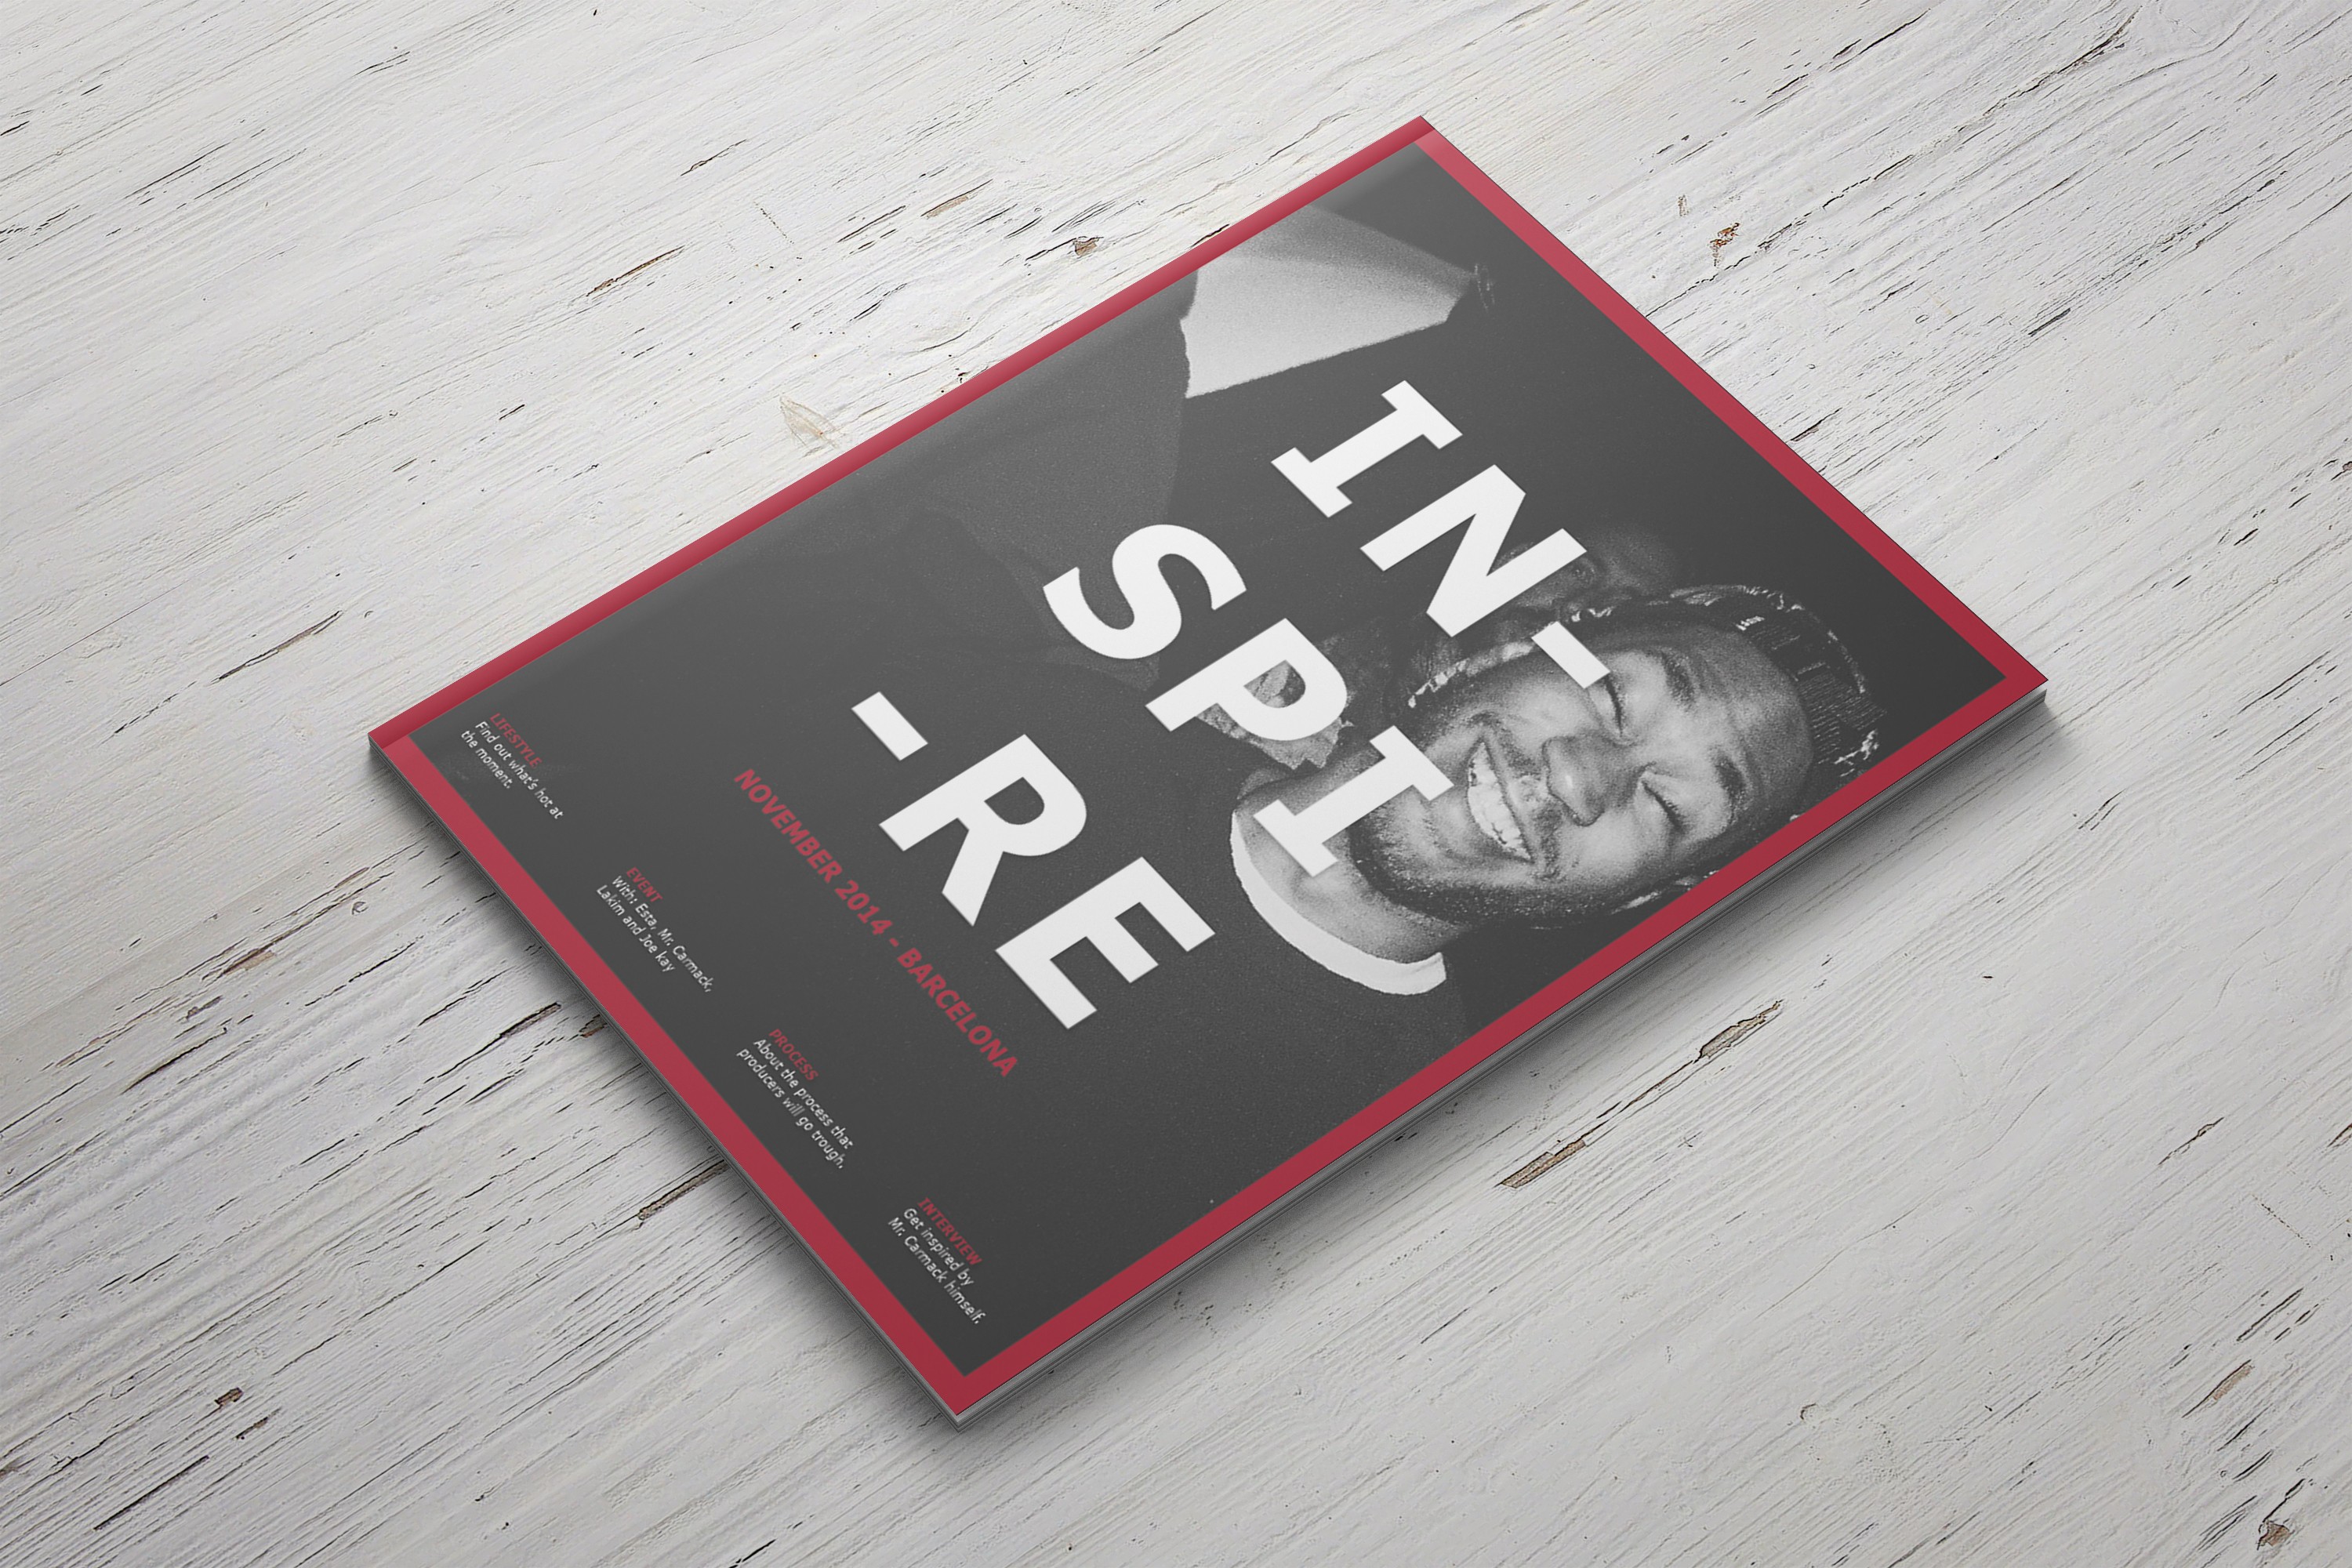 IN-
SPI
-RE
NOVEMBER 2014 - BARCELONA
LIFESTYLE
Find out what's hot at
the moment.
EVENT
With: Esta, Mr. Carmack,
Lakim and Joe kay
PROCESS
About the process that
producers will go trough.
INTERVIEW
Get inspired by
Mr. Carmack himself.